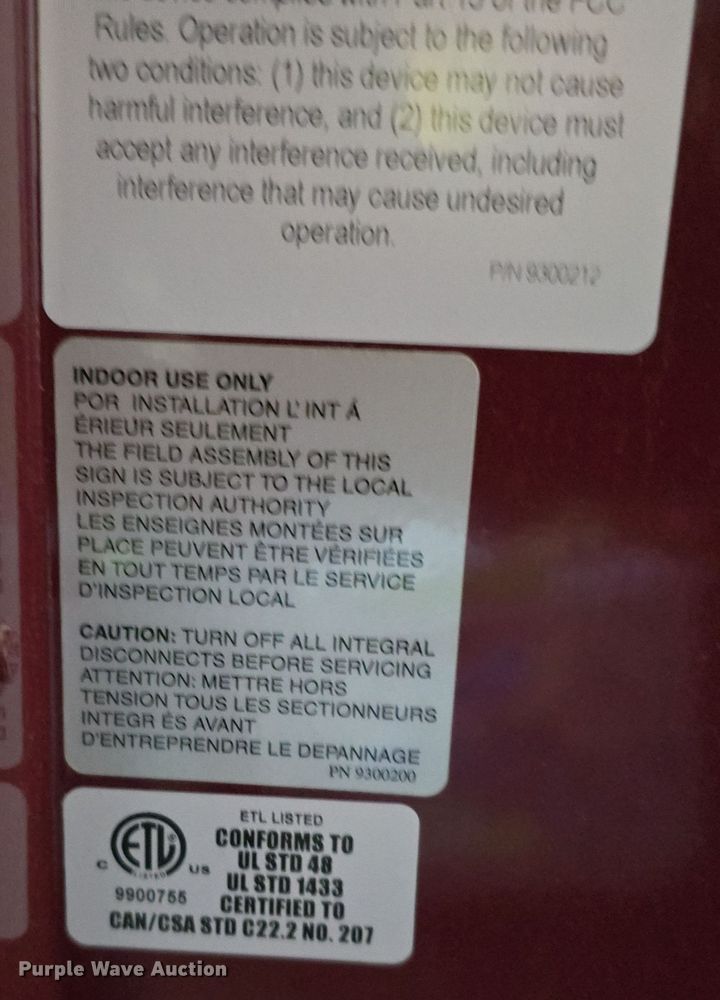 Rules. Operation is subject to the following
two conditions: (1) this device may not cause
harmful interference, and (2) this device must
accept any interference received, including
interference that may cause undesired
operation.
P/N 9300212
INDOOR USE ONLY
POR INSTALLATION L' INT Á
ÉRIEUR SEULEMENT
THE FIELD ASSEMBLY OF THIS
SIGN IS SUBJECT TO THE LOCAL
INSPECTION AUTHORITY
LES ENSEIGNES MONTÉES SUR
PLACE PEUVENT ÊTRE VÉRIFIÉES
EN TOUT TEMPS PAR LE SERVICE
D'INSPECTION LOCAL
CAUTION: TURN OFF ALL INTEGRAL
DISCONNECTS BEFORE SERVICING
ATTENTION: METTRE HORS
TENSION TOUS LES SECTIONNEURS
INTEGR ÉS AVANT
D'ENTREPRENDRE LE DEPANNAGE
PN 9300200
ETL LISTED
CONFORMS TO
UL STD 48
UL STD 1433
CERTIFIED TO
CAN/CSA STD C22.2 NO. 207
C ETL ® US
LISTED
9900755
Purple Wave Auction